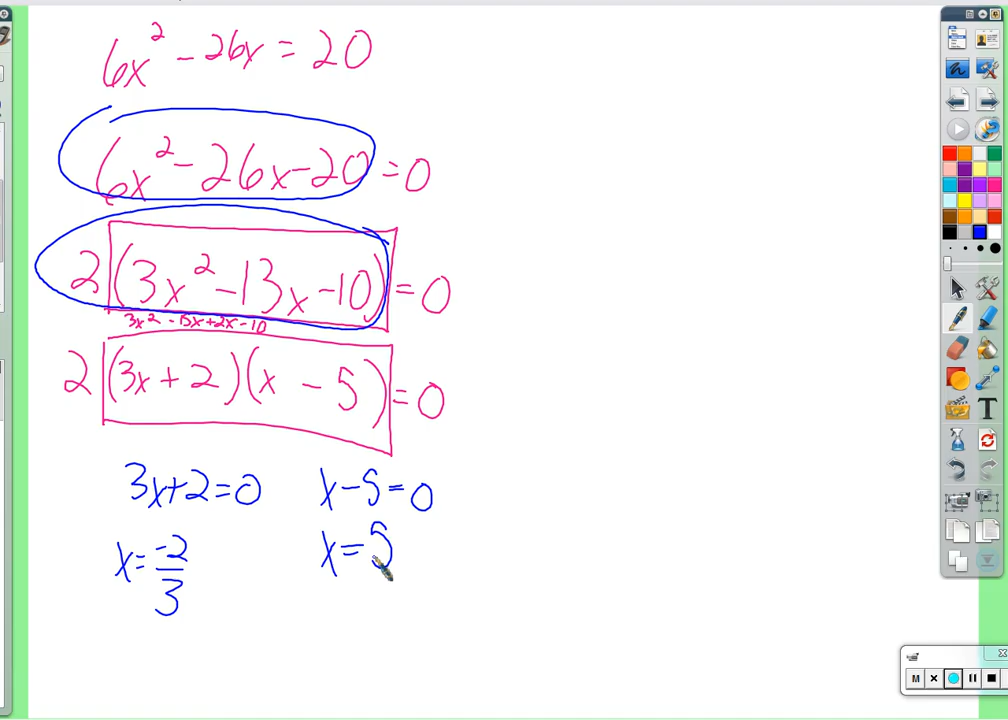 6x² - 26x = 20
6x² - 26x - 20 = 0
2 (3x² - 13x - 10) = 0
3x² - 15x + 2x - 10
2 (3x + 2)(x - 5) = 0
3x + 2 = 0 x - 5 = 0
x = -2/3 x = 5
T
M